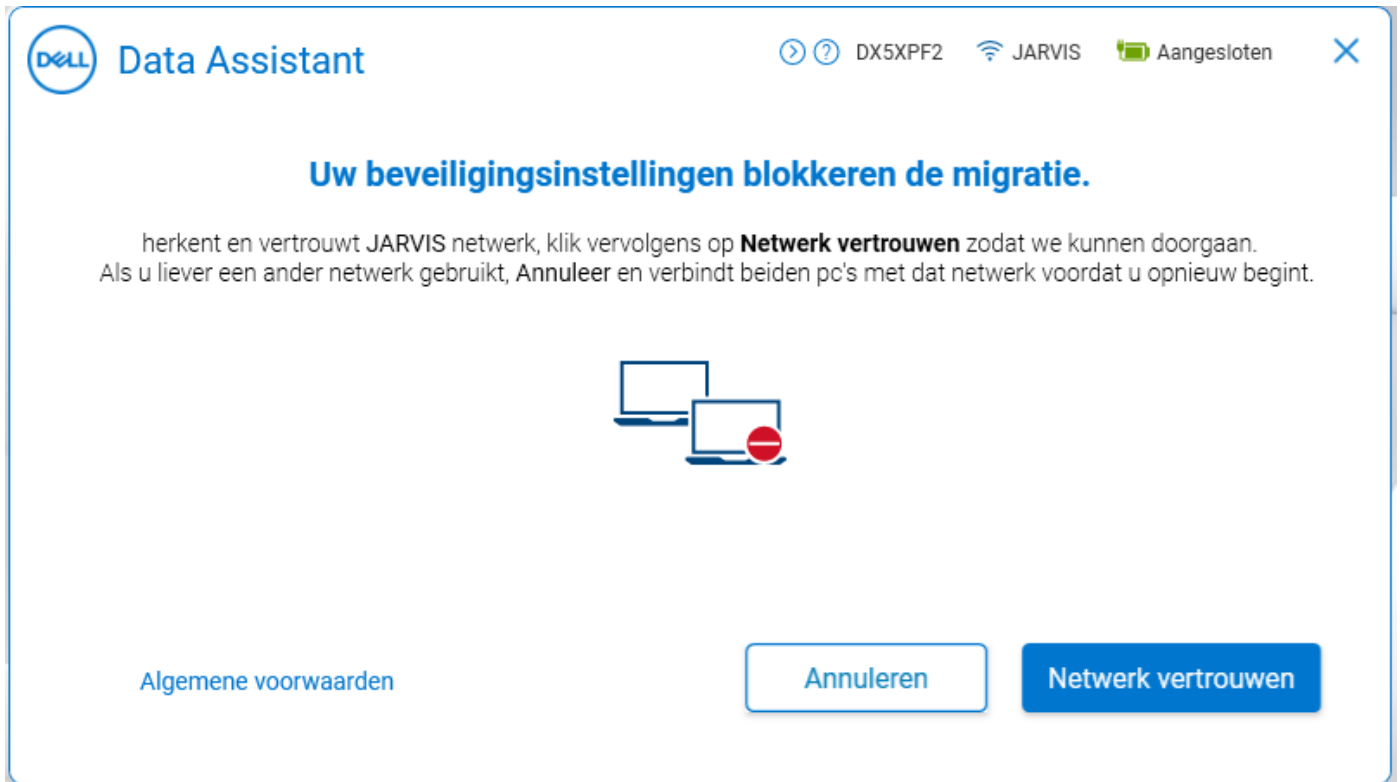 DELL
Data Assistant
DX5XPF2 JARVIS Aangesloten
Uw beveiligingsinstellingen blokkeren de migratie.
herkent en vertrouwt JARVIS netwerk, klik vervolgens op Netwerk vertrouwen zodat we kunnen doorgaan.
Als u liever een ander netwerk gebruikt, Annuleer en verbindt beiden pc's met dat netwerk voordat u opnieuw begint.
Algemene voorwaarden
Annuleren
Netwerk vertrouwen